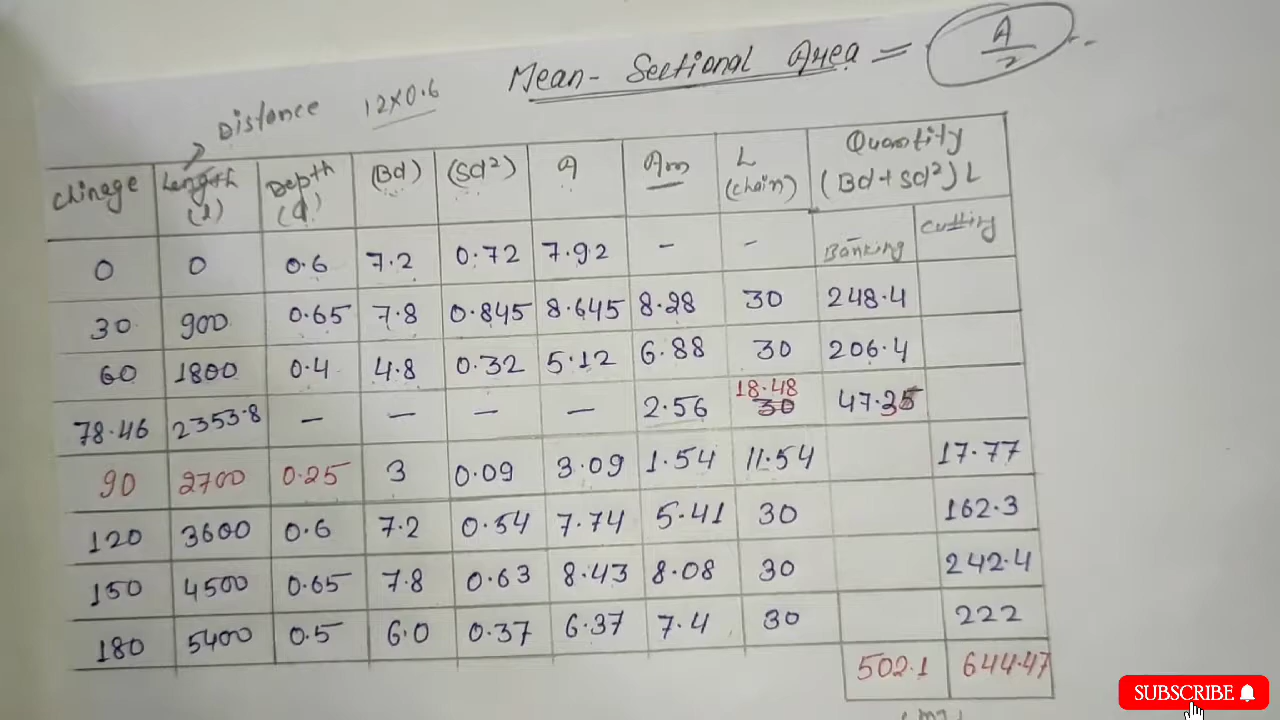 Mean-Sectional Area = A/2
Distance 12×0.6
Chinage Length (l) Depth (d) (Bd) (Sd²) A Am L (chain) Quantity (Bd+Sd²)L
Banking Cutting
0 0 0.6 7.2 0.72 7.92 - -
30 900 0.65 7.8 0.845 8.645 8.28 30 248.4
60 1800 0.4 4.8 0.32 5.12 6.88 30 206.4
78.46 2353.8 - - - - 2.56 18.48 30 47.35
90 2700 0.25 3 0.09 3.09 1.54 11.54 17.77
120 3600 0.6 7.2 0.54 7.74 5.41 30 162.3
150 4500 0.65 7.8 0.63 8.43 8.08 30 242.4
180 5400 0.5 6.0 0.37 6.37 7.4 30 222
502.1 644.47
SUBSCRIBE